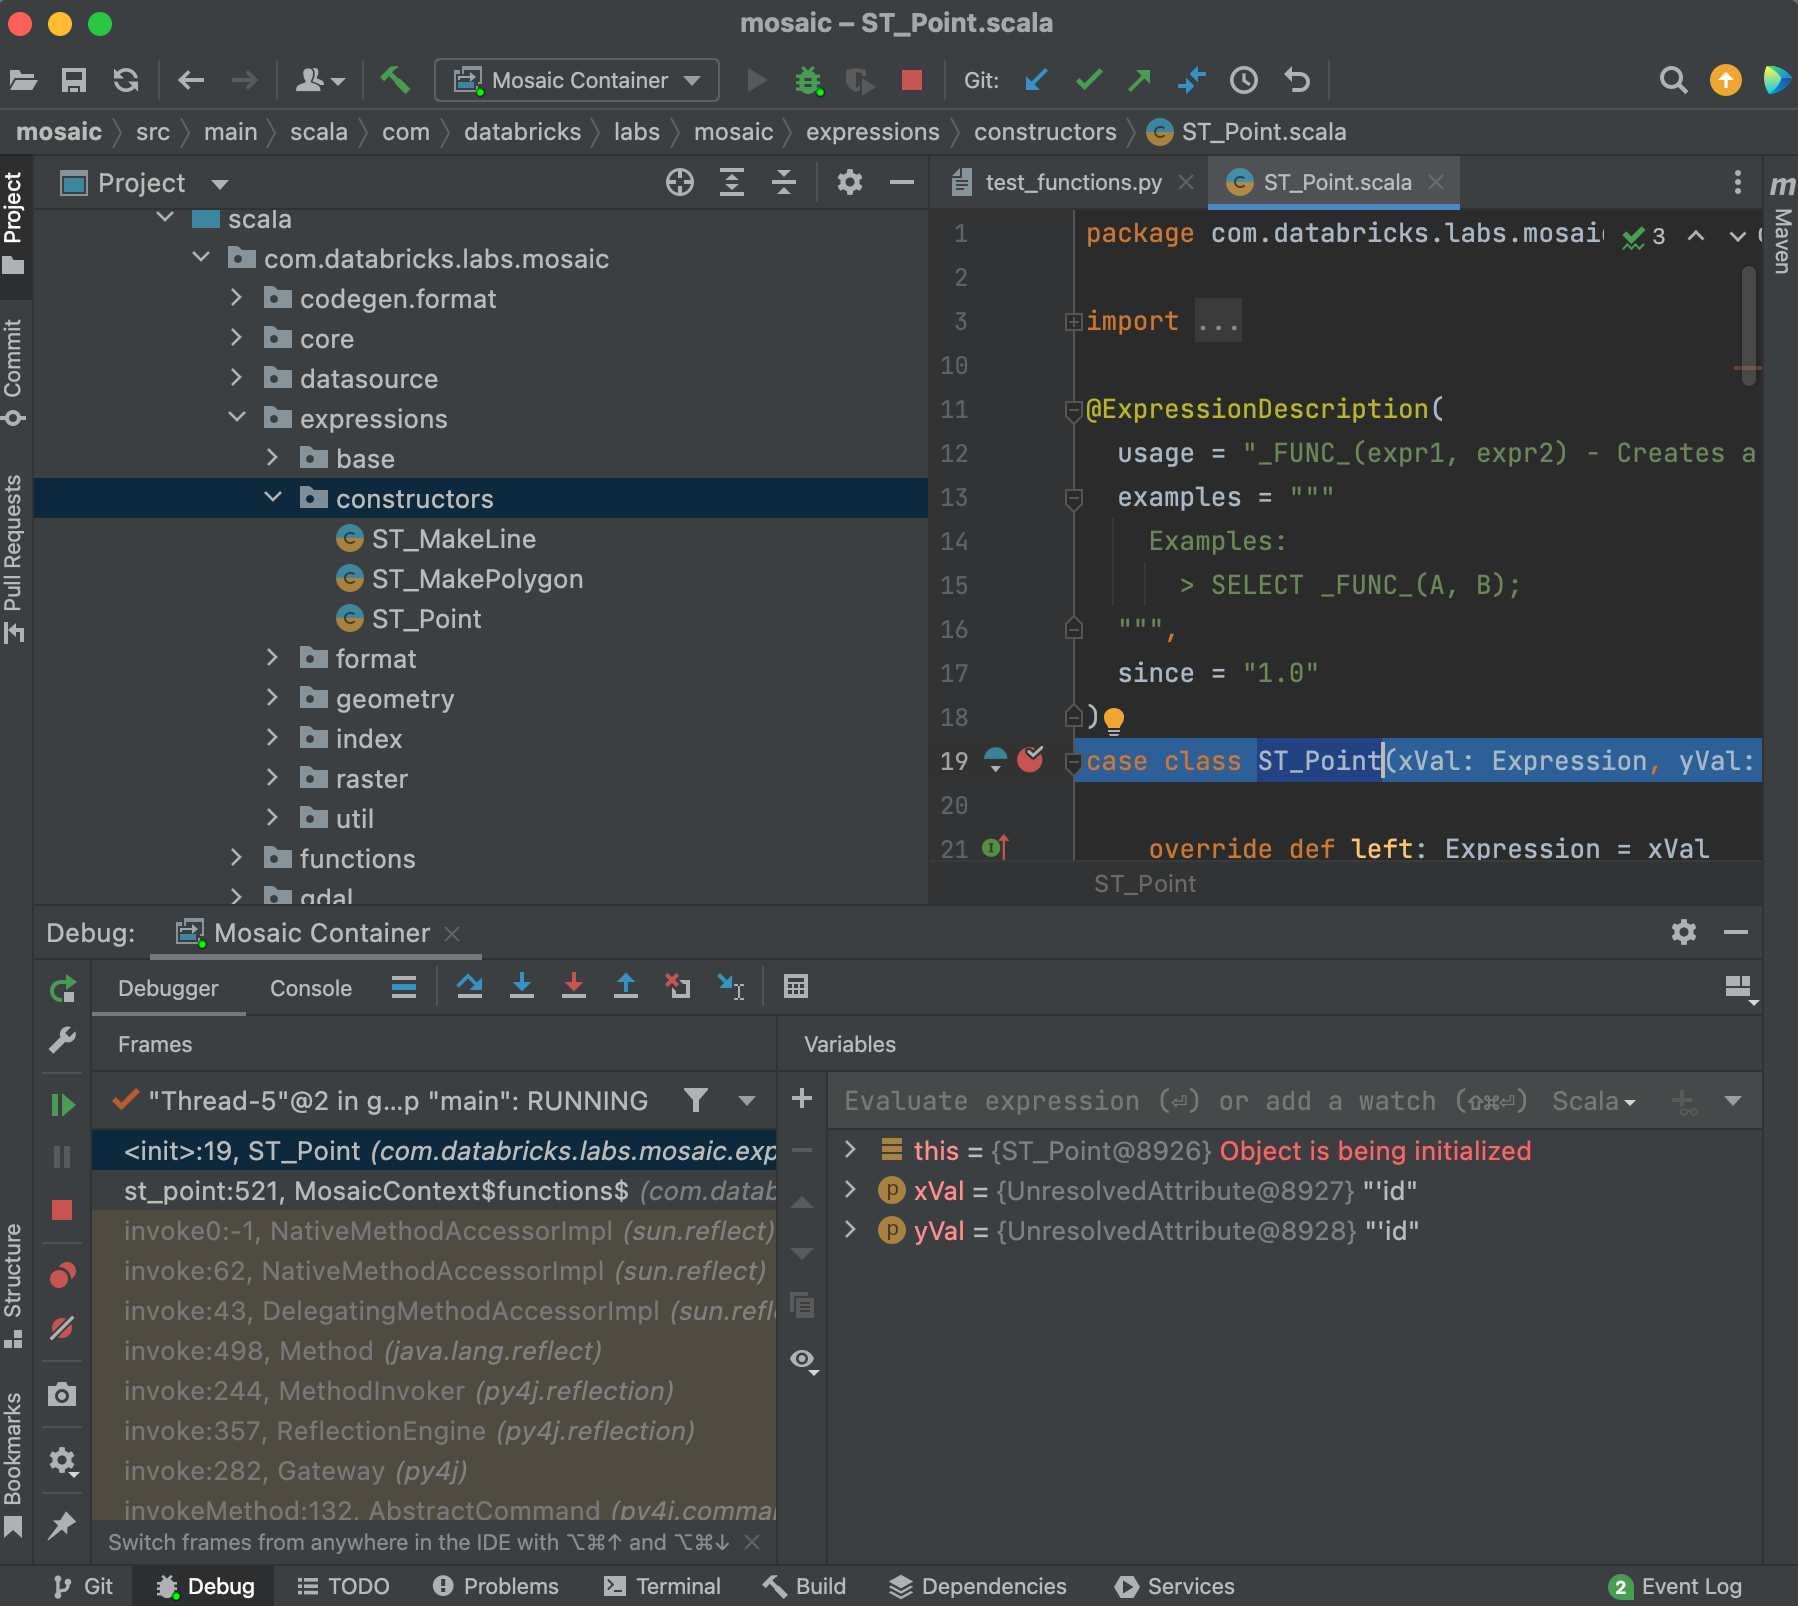 mosaic – ST_Point.scala
Mosaic Container
Git:
mosaic src main scala com databricks labs mosaic expressions constructors ST_Point.scala
Project
Commit
Pull Requests
Structure
Bookmarks
Project
scala
com.databricks.labs.mosaic
codegen.format
core
datasource
expressions
base
constructors
ST_MakeLine
ST_MakePolygon
ST_Point
format
geometry
index
raster
util
functions
gdal
test_functions.py
ST_Point.scala
Maven
3
1 package com.databricks.labs.mosaic
2
3 import ...
10
11 @ExpressionDescription(
12 usage = "_FUNC_(expr1, expr2) - Creates a
13 examples = """
14 Examples:
15 > SELECT _FUNC_(A, B);
16 """,
17 since = "1.0"
18 )
19 case class ST_Point(xVal: Expression, yVal:
20
21 override def left: Expression = xVal
ST_Point
Debug: Mosaic Container
Debugger Console
Frames
"Thread-5"@2 in g...p "main": RUNNING
<init>:19, ST_Point (com.databricks.labs.mosaic.exp
st_point:521, MosaicContext$functions$ (com.datab
invoke0:-1, NativeMethodAccessorImpl (sun.reflect)
invoke:62, NativeMethodAccessorImpl (sun.reflect)
invoke:43, DelegatingMethodAccessorImpl (sun.refl
invoke:498, Method (java.lang.reflect)
invoke:244, MethodInvoker (py4j.reflection)
invoke:357, ReflectionEngine (py4j.reflection)
invoke:282, Gateway (py4j)
invokeMethod:132, AbstractCommand (py4j.comma
Switch frames from anywhere in the IDE with ⌥⌘↑ and ⌥⌘↓
Variables
Evaluate expression (⏎) or add a watch (⇧⌘⏎) Scala
this = {ST_Point@8926} Object is being initialized
xVal = {UnresolvedAttribute@8927} "'id"
yVal = {UnresolvedAttribute@8928} "'id"
Git Debug TODO Problems Terminal Build Dependencies Services 2 Event Log